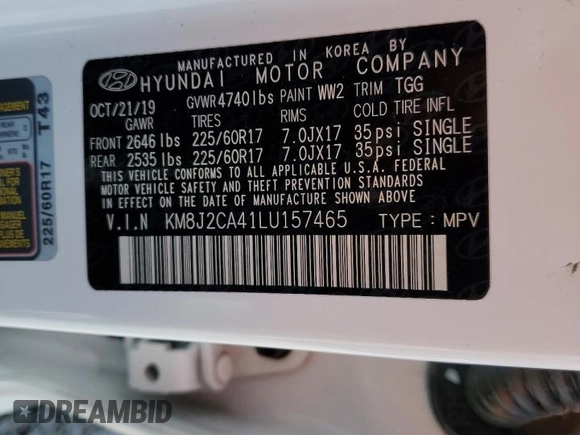 MANUFACTURED IN KOREA BY
HYUNDAI MOTOR COMPANY
OCT/21/19 GVWR4740lbs PAINT WW2 TRIM TGG
GAWR TIRES RIMS COLD TIRE INFL
FRONT 2646lbs 225/60R17 7.0JX17 35psi SINGLE
REAR 2535lbs 225/60R17 7.0JX17 35psi SINGLE
THIS VEHICLE CONFORMS TO ALL APPLICABLE U.S.A. FEDERAL
MOTOR VEHICLE SAFETY, BUMPER, AND THEFT PREVENTION
STANDARDS IN EFFECT ON THE DATE OF MANUFACTURE SHOWN ABOVE.
V.I.N KM8J2CA41LU157465 TYPE : MPV
225/60R17 T43
DREAMBID